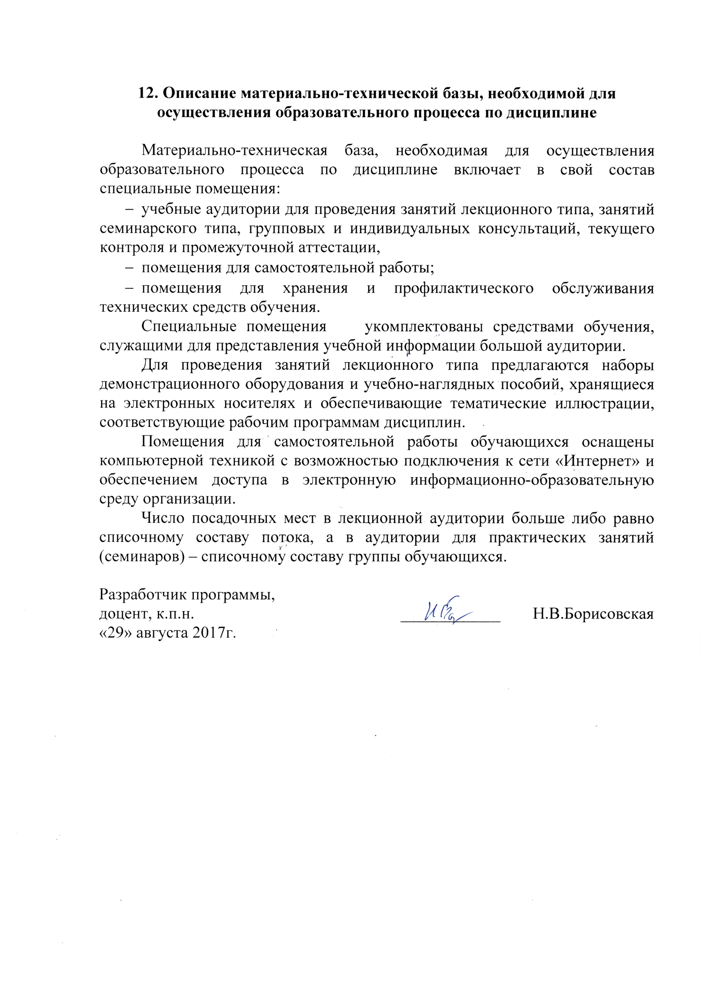 12. Описание материально-технической базы, необходимой для
осуществления образовательного процесса по дисциплине
Материально-техническая база, необходимая для осуществления
образовательного процесса по дисциплине включает в свой состав
специальные помещения:
– учебные аудитории для проведения занятий лекционного типа, занятий
семинарского типа, групповых и индивидуальных консультаций, текущего
контроля и промежуточной аттестации,
– помещения для самостоятельной работы;
– помещения для хранения и профилактического обслуживания
технических средств обучения.
Специальные помещения укомплектованы средствами обучения,
служащими для представления учебной информации большой аудитории.
Для проведения занятий лекционного типа предлагаются наборы
демонстрационного оборудования и учебно-наглядных пособий, хранящиеся
на электронных носителях и обеспечивающие тематические иллюстрации,
соответствующие рабочим программам дисциплин.
Помещения для самостоятельной работы обучающихся оснащены
компьютерной техникой с возможностью подключения к сети «Интернет» и
обеспечением доступа в электронную информационно-образовательную
среду организации.
Число посадочных мест в лекционной аудитории больше либо равно
списочному составу потока, а в аудитории для практических занятий
(семинаров) – списочному составу группы обучающихся.
Разработчик программы,
доцент, к.п.н. Н.В.Борисовская
«29» августа 2017г.